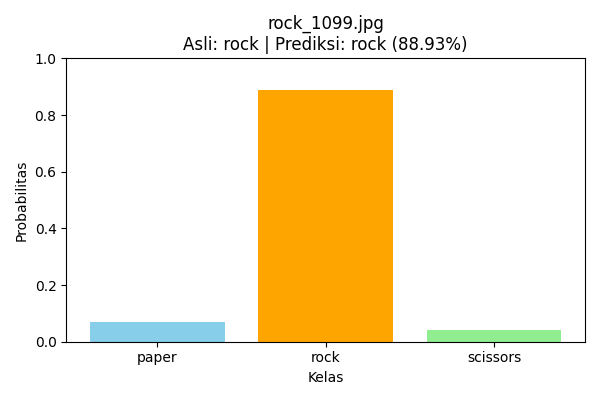 rock_1099.jpg
Asli: rock | Prediksi: rock (88.93%)
1.0
0.8
0.6
0.4
0.2
0.0
Probabilitas
paper
rock
scissors
Kelas